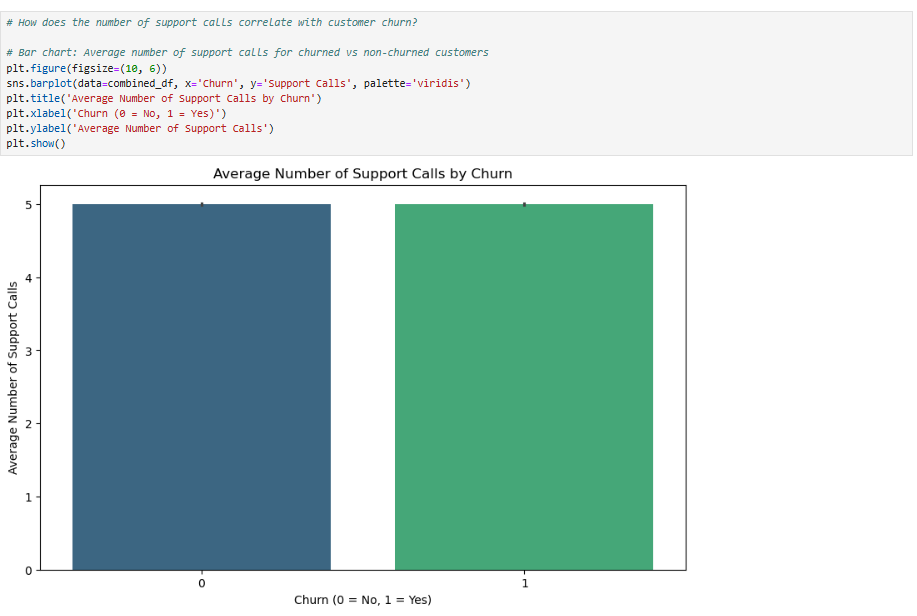 # How does the number of support calls correlate with customer churn?
# Bar chart: Average number of support calls for churned vs non-churned customers
plt.figure(figsize=(10, 6))
sns.barplot(data=combined_df, x='Churn', y='Support Calls', palette='viridis')
plt.title('Average Number of Support Calls by Churn')
plt.xlabel('Churn (0 = No, 1 = Yes)')
plt.ylabel('Average Number of Support Calls')
plt.show()
Average Number of Support Calls by Churn
Average Number of Support Calls
5
4
3
2
1
0
0 1
Churn (0 = No, 1 = Yes)